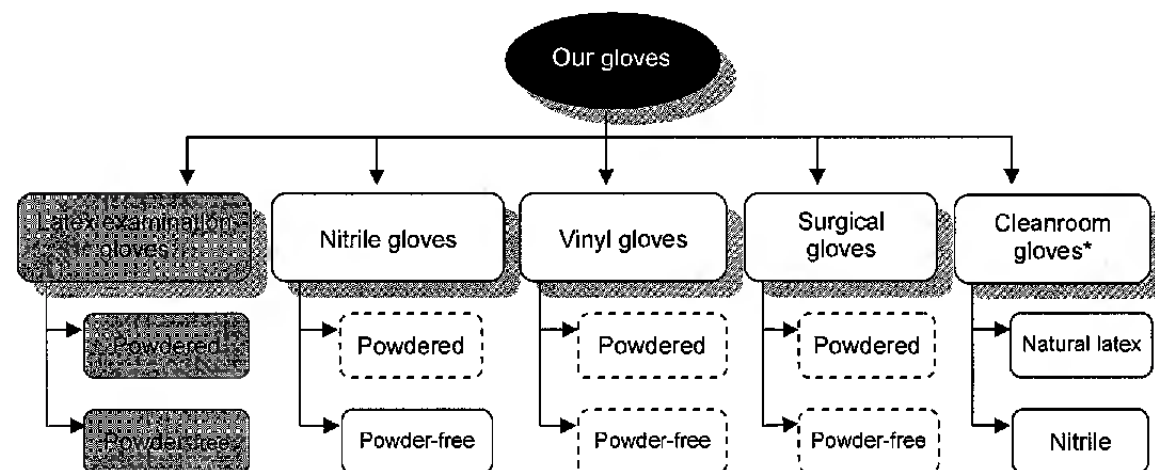 Our gloves
Latex examination
gloves
Nitrile gloves
Vinyl gloves
Surgical
gloves
Cleanroom
gloves*
Powdered
Powdered
Powdered
Powdered
Natural latex
Powder-free
Powder-free
Powder-free
Powder-free
Nitrile